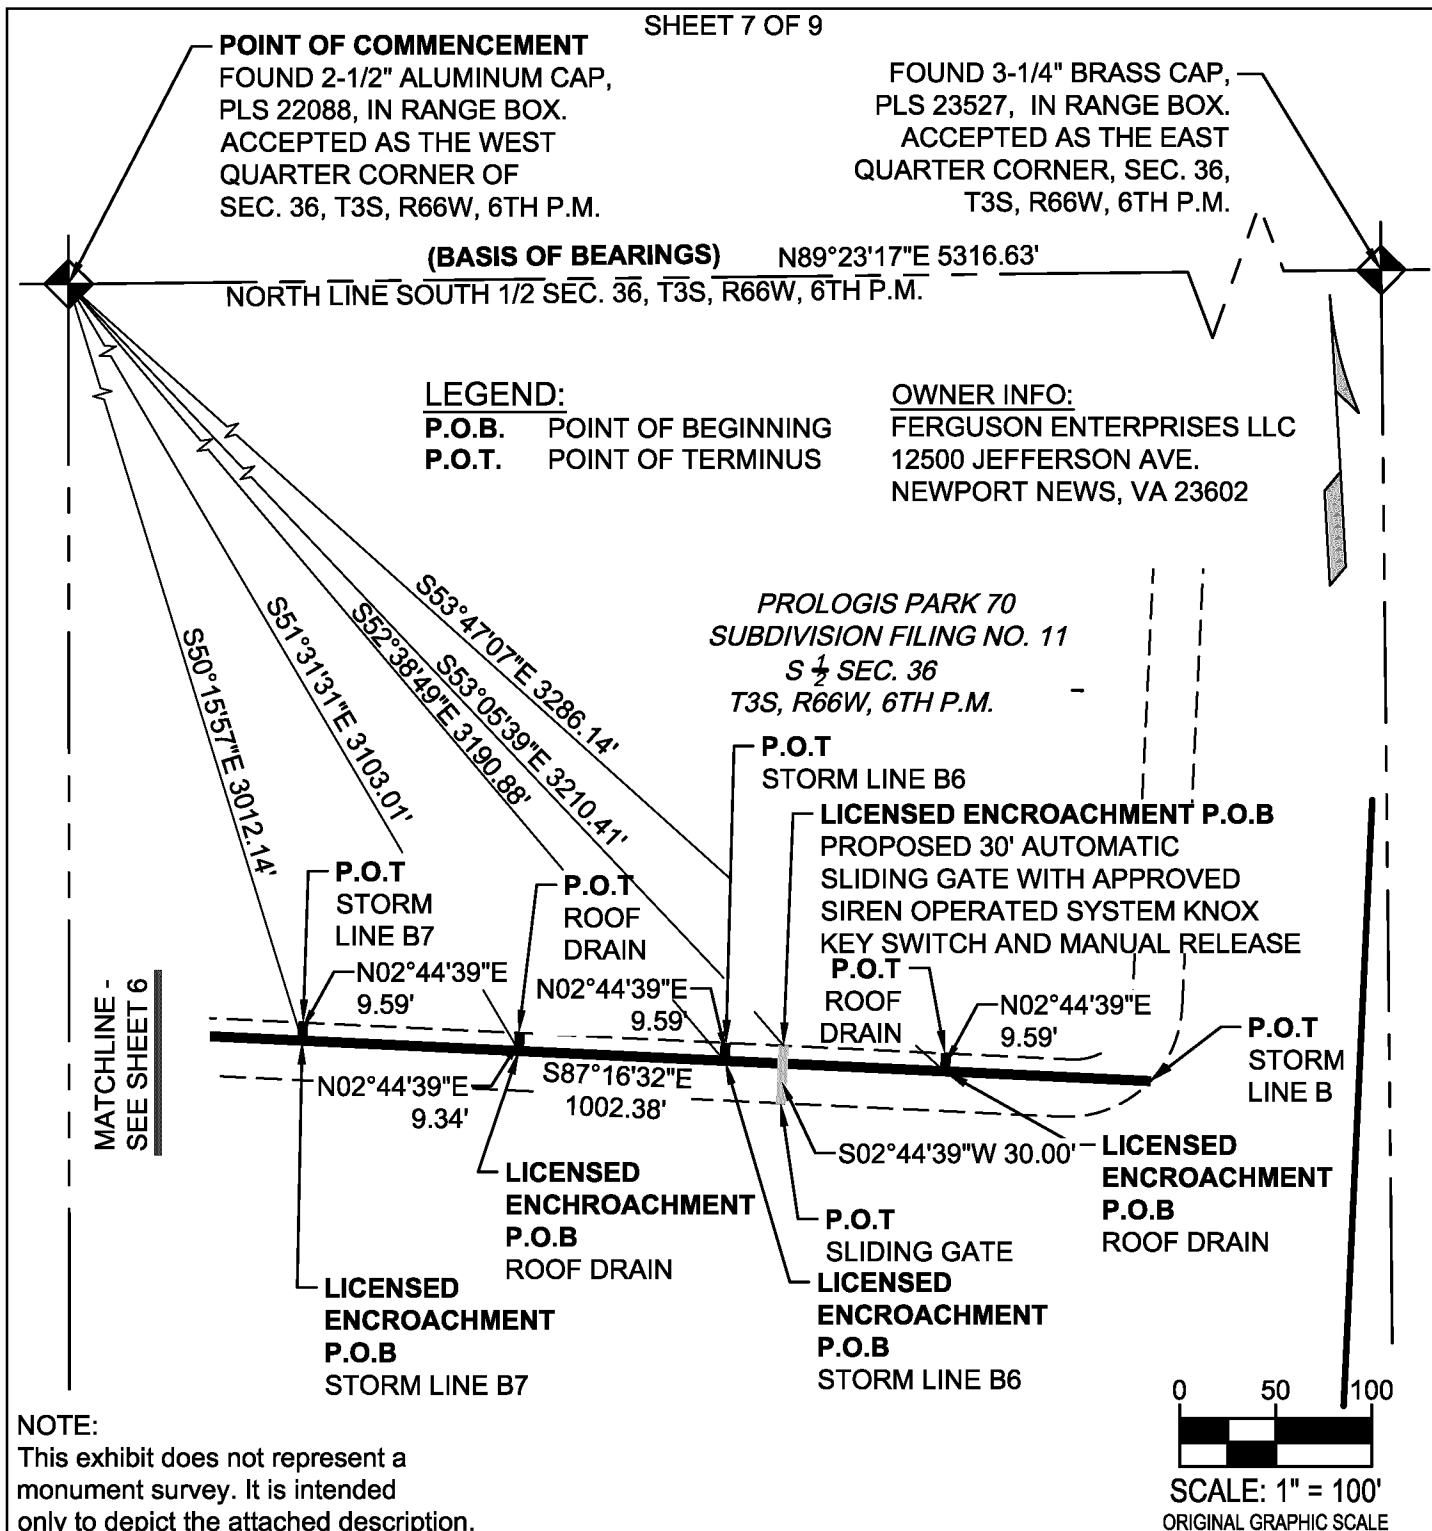 SHEET 7 OF 9
POINT OF COMMENCEMENT
FOUND 2-1/2" ALUMINUM CAP,
PLS 22088, IN RANGE BOX.
ACCEPTED AS THE WEST
QUARTER CORNER OF
SEC. 36, T3S, R66W, 6TH P.M.
FOUND 3-1/4" BRASS CAP,
PLS 23527, IN RANGE BOX.
ACCEPTED AS THE EAST
QUARTER CORNER, SEC. 36,
T3S, R66W, 6TH P.M.
(BASIS OF BEARINGS) N89°23'17"E 5316.63'
NORTH LINE SOUTH 1/2 SEC. 36, T3S, R66W, 6TH P.M.
LEGEND:
P.O.B. POINT OF BEGINNING
P.O.T. POINT OF TERMINUS
OWNER INFO:
FERGUSON ENTERPRISES LLC
12500 JEFFERSON AVE.
NEWPORT NEWS, VA 23602
S50°15'57"E 3012.14'
S51°31'31"E 3103.01'
S52°38'49"E 3190.88'
S53°05'39"E 3210.41'
S53°47'07"E 3286.14'
PROLOGIS PARK 70
SUBDIVISION FILING NO. 11
S 1/2 SEC. 36
T3S, R66W, 6TH P.M.
P.O.T
STORM LINE B6
LICENSED ENCROACHMENT P.O.B
PROPOSED 30' AUTOMATIC
SLIDING GATE WITH APPROVED
SIREN OPERATED SYSTEM KNOX
KEY SWITCH AND MANUAL RELEASE
P.O.T
STORM
LINE B7
P.O.T
ROOF
DRAIN
P.O.T
ROOF
DRAIN
N02°44'39"E
9.59'
N02°44'39"E
9.59'
N02°44'39"E
9.59'
P.O.T
STORM
LINE B
MATCHLINE -
SEE SHEET 6
N02°44'39"E
9.34'
S87°16'32"E
1002.38'
S02°44'39"W 30.00'
LICENSED
ENCHROACHMENT
P.O.B
ROOF DRAIN
LICENSED
ENCROACHMENT
P.O.B
ROOF DRAIN
P.O.T
SLIDING GATE
LICENSED
ENCROACHMENT
P.O.B
STORM LINE B7
LICENSED
ENCROACHMENT
P.O.B
STORM LINE B6
NOTE:
This exhibit does not represent a
monument survey. It is intended
only to depict the attached description.
0 50 100
SCALE: 1" = 100'
ORIGINAL GRAPHIC SCALE